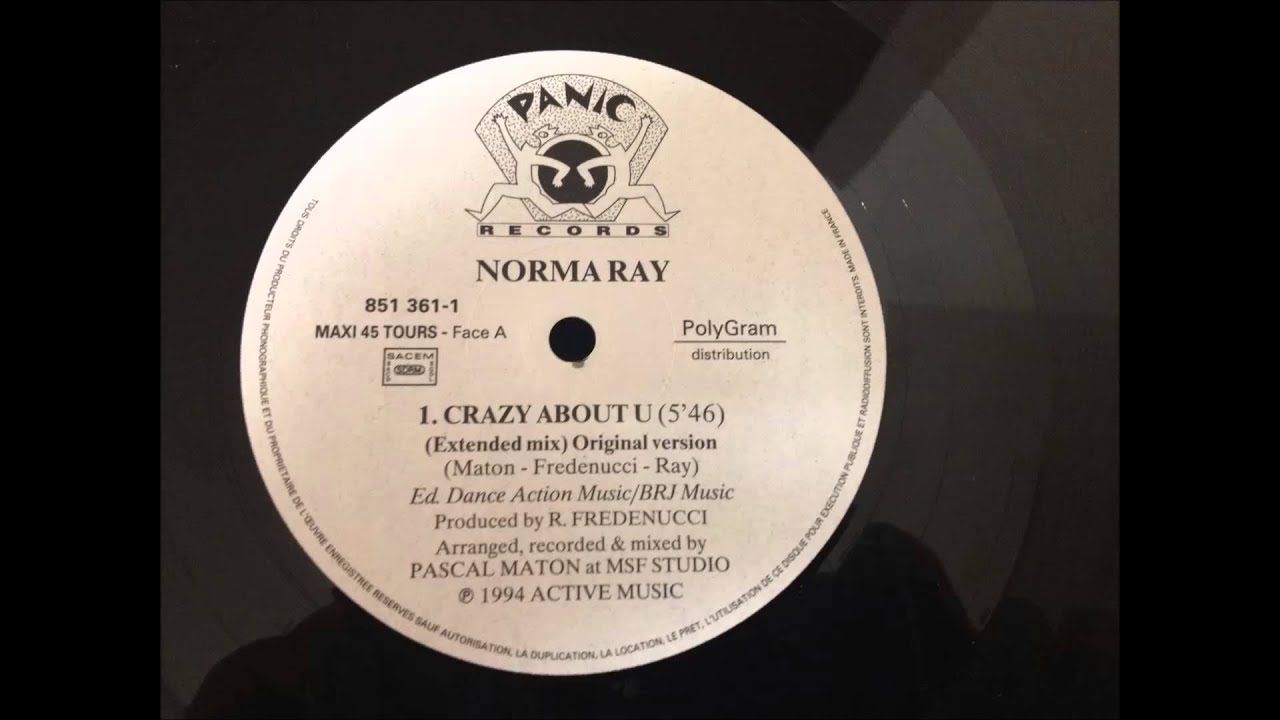 PANIC
RECORDS
NORMA RAY
851 361-1
MAXI 45 TOURS - Face A
SACEM
SDRM
PolyGram
distribution
1. CRAZY ABOUT U (5'46)
(Extended mix) Original version
(Maton - Fredenucci - Ray)
Ed. Dance Action Music/BRJ Music
Produced by R. FREDENUCCI
Arranged, recorded & mixed by
PASCAL MATON at MSF STUDIO
℗ 1994 ACTIVE MUSIC
TOUS DROITS DU PRODUCTEUR PHONOGRAPHIQUE ET DU PROPRIETAIRE DE L'ŒUVRE ENREGISTREE RESERVES SAUF AUTORISATION, LA DUPLICATION, LA LOCATION, LE PRET, L'UTILISATION DE CE DISQUE POUR EXECUTION PUBLIQUE ET RADIODIFFUSION SONT INTERDITS. MADE IN FRANCE